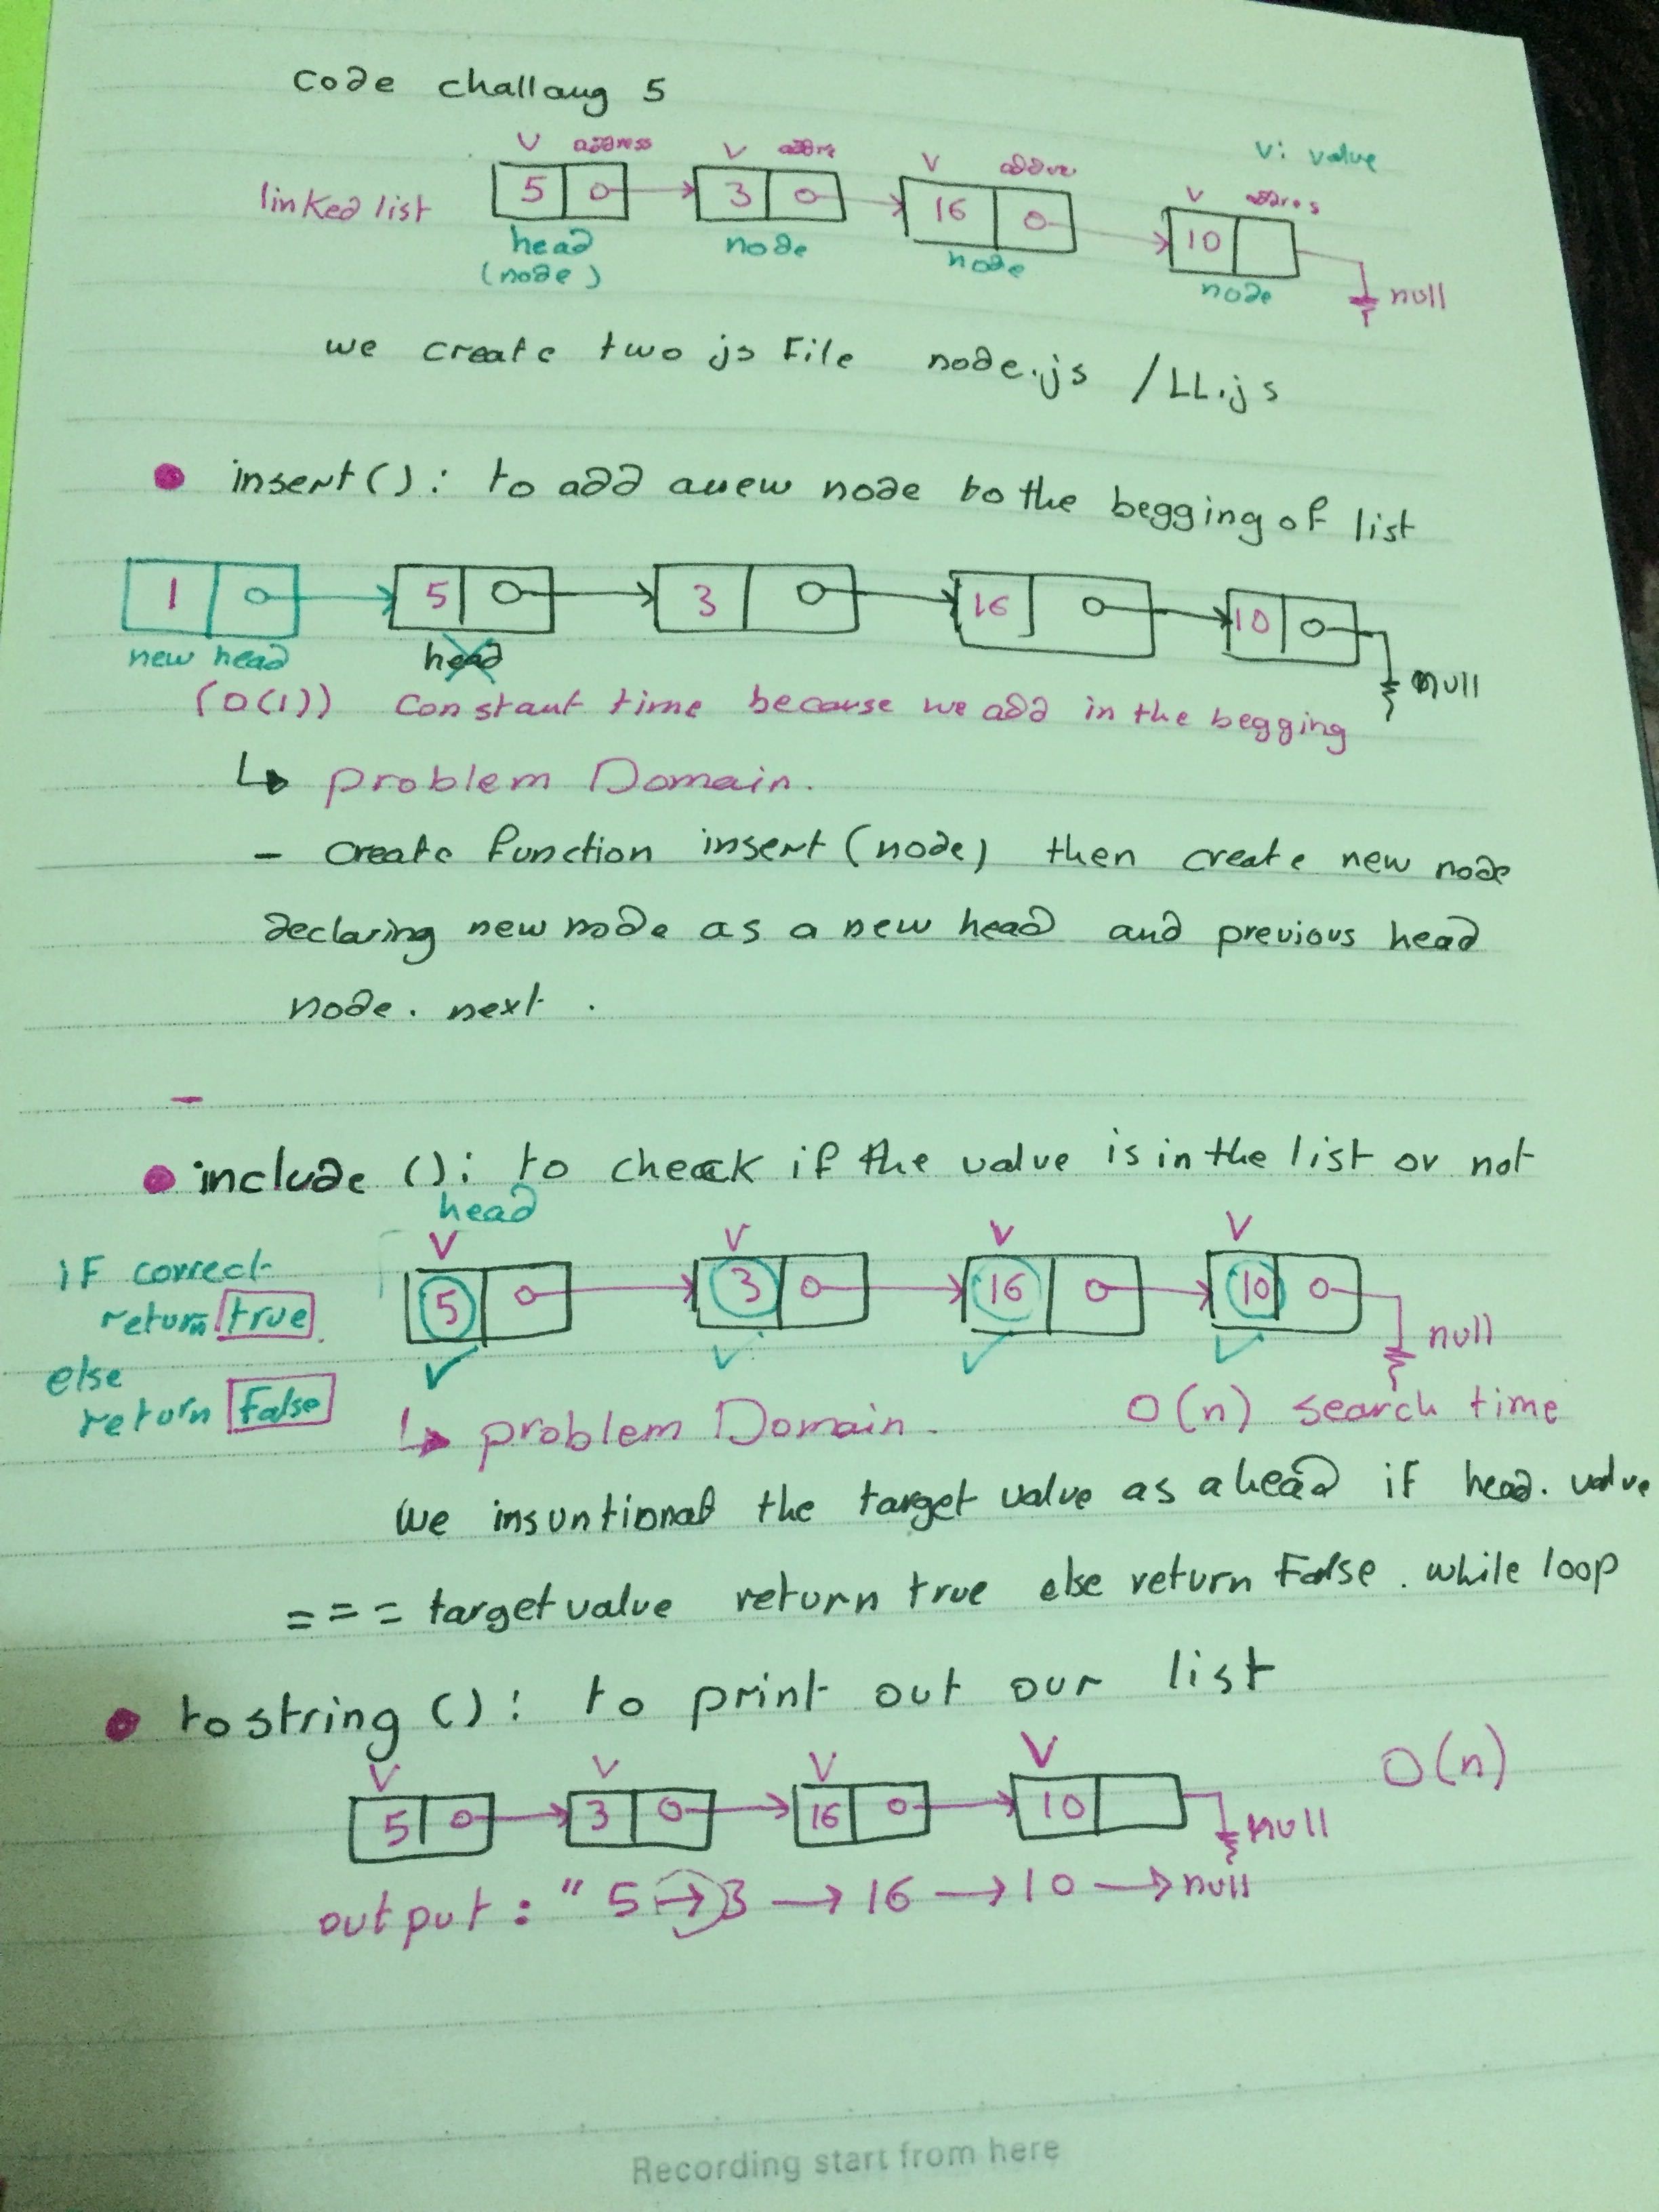 code challang 5
V address V addre V addre V: value
V addres
linked list 5 3 16 10
head node node node null
(node)
we create two js File node.js / LL.js
insert(): to add anew node to the begging of list
1 5 3 16 10
new head head null
(O(1)) constant time because we add in the begging
problem Domain.
- create function insert (node) then create new node
declaring new node as a new head and previous head
node. next .
-
include (): to check if the value is in the list or not
head
V V V V
IF correct 5 3 16 10
return true. null
else
return False
problem Domain. O(n) search time
we the target value as a head if head. value
=== target value return true else return False. while loop
tostring (): to print out our list
V V V V O(n)
5 3 16 10 null
output: " 5 → 3 → 16 → 10 → null
Recording start from here